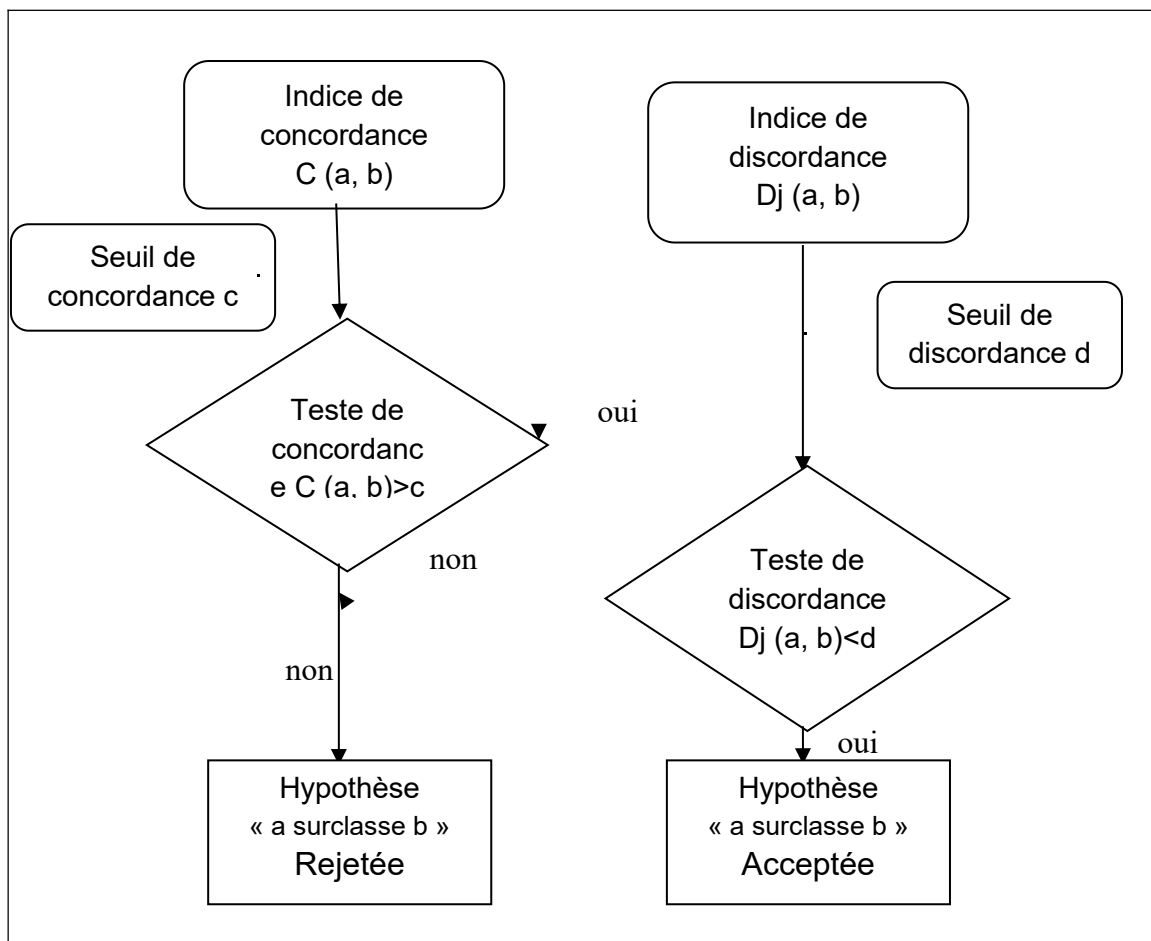 Indice de
concordance
C (a, b)
Indice de
discordance
Dj (a, b)
Seuil de
concordance c
Seuil de
discordance d
Teste de
concordanc
e C (a, b)>c
oui
non
Teste de
discordance
Dj (a, b)<d
non
oui
Hypothèse
« a surclasse b »
Rejetée
Hypothèse
« a surclasse b »
Acceptée